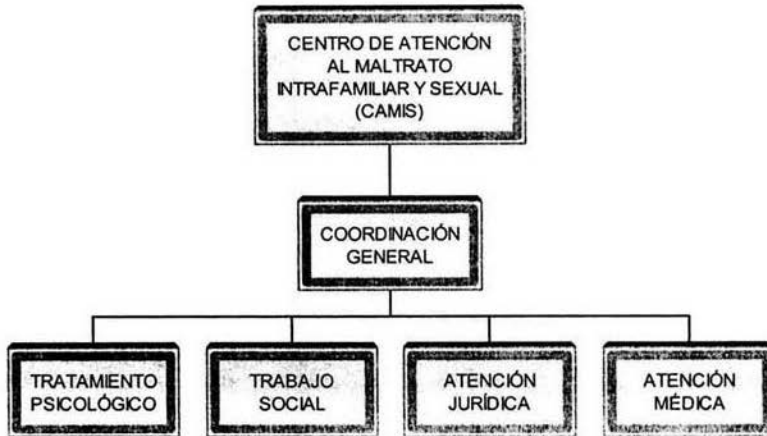 CENTRO DE ATENCIÓN
AL MALTRATO
INTRAFAMILIAR Y SEXUAL
(CAMIS)
COORDINACIÓN
GENERAL
TRATAMIENTO
PSICOLÓGICO
TRABAJO
SOCIAL
ATENCIÓN
JURÍDICA
ATENCIÓN
MÉDICA